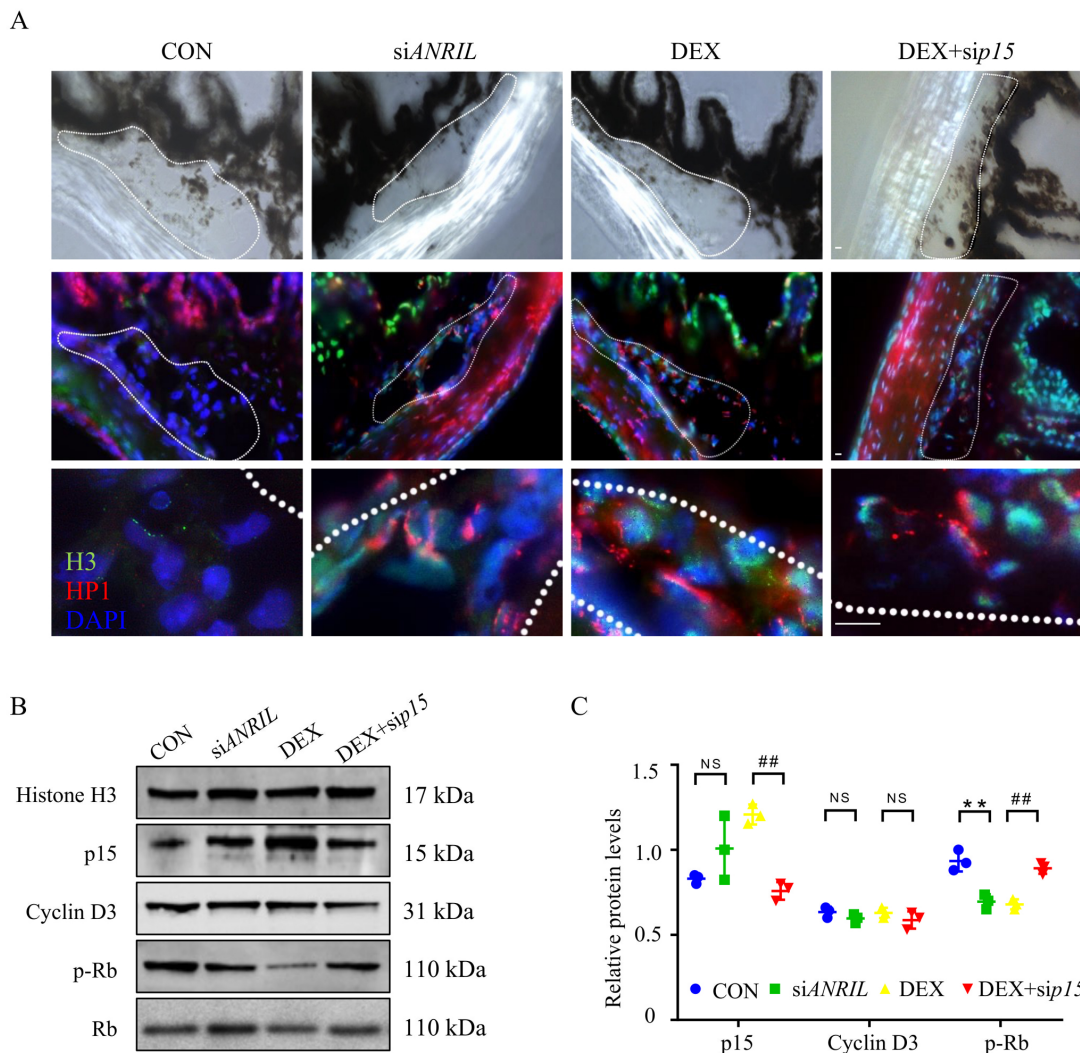 A
CON siANRIL DEX DEX+sip15
H3
HP1
DAPI
B
CON siANRIL DEX DEX+sip15
Histone H3 17 kDa
p15 15 kDa
Cyclin D3 31 kDa
p-Rb 110 kDa
Rb 110 kDa
C
Relative protein levels
1.5
1.0
0.5
0
NS ## NS NS ** ##
CON siANRIL DEX DEX+sip15
p15 Cyclin D3 p-Rb